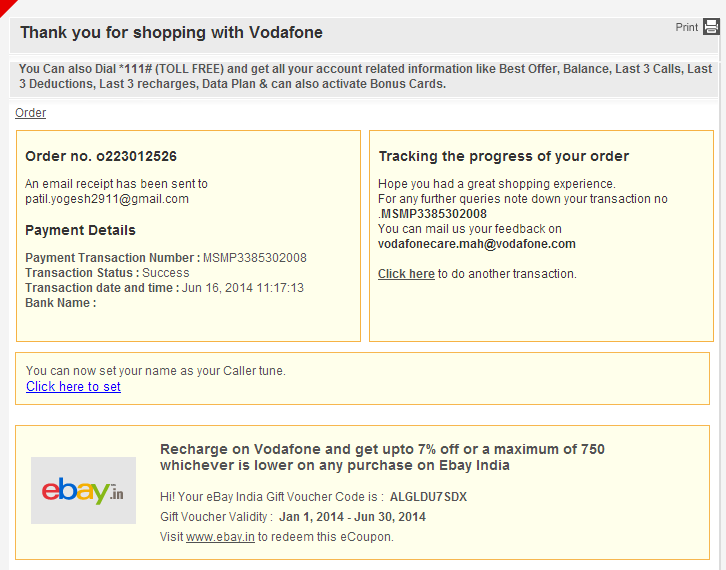 Thank you for shopping with Vodafone
Print
You Can also Dial *111# (TOLL FREE) and get all your account related information like Best Offer, Balance, Last 3 Calls, Last
3 Deductions, Last 3 recharges, Data Plan & can also activate Bonus Cards.
Order
Order no. o223012526
An email receipt has been sent to
patil.yogesh2911@gmail.com
Payment Details
Payment Transaction Number : MSMP3385302008
Transaction Status : Success
Transaction date and time : Jun 16, 2014 11:17:13
Bank Name :
Tracking the progress of your order
Hope you had a great shopping experience.
For any further queries note down your transaction no
.MSMP3385302008
You can mail us your feedback on
vodafonecare.mah@vodafone.com
Click here to do another transaction.
You can now set your name as your Caller tune.
Click here to set
ebay.in
Recharge on Vodafone and get upto 7% off or a maximum of 750
whichever is lower on any purchase on Ebay India
Hi! Your eBay India Gift Voucher Code is : ALGLDU7SDX
Gift Voucher Validity : Jan 1, 2014 - Jun 30, 2014
Visit www.ebay.in to redeem this eCoupon.